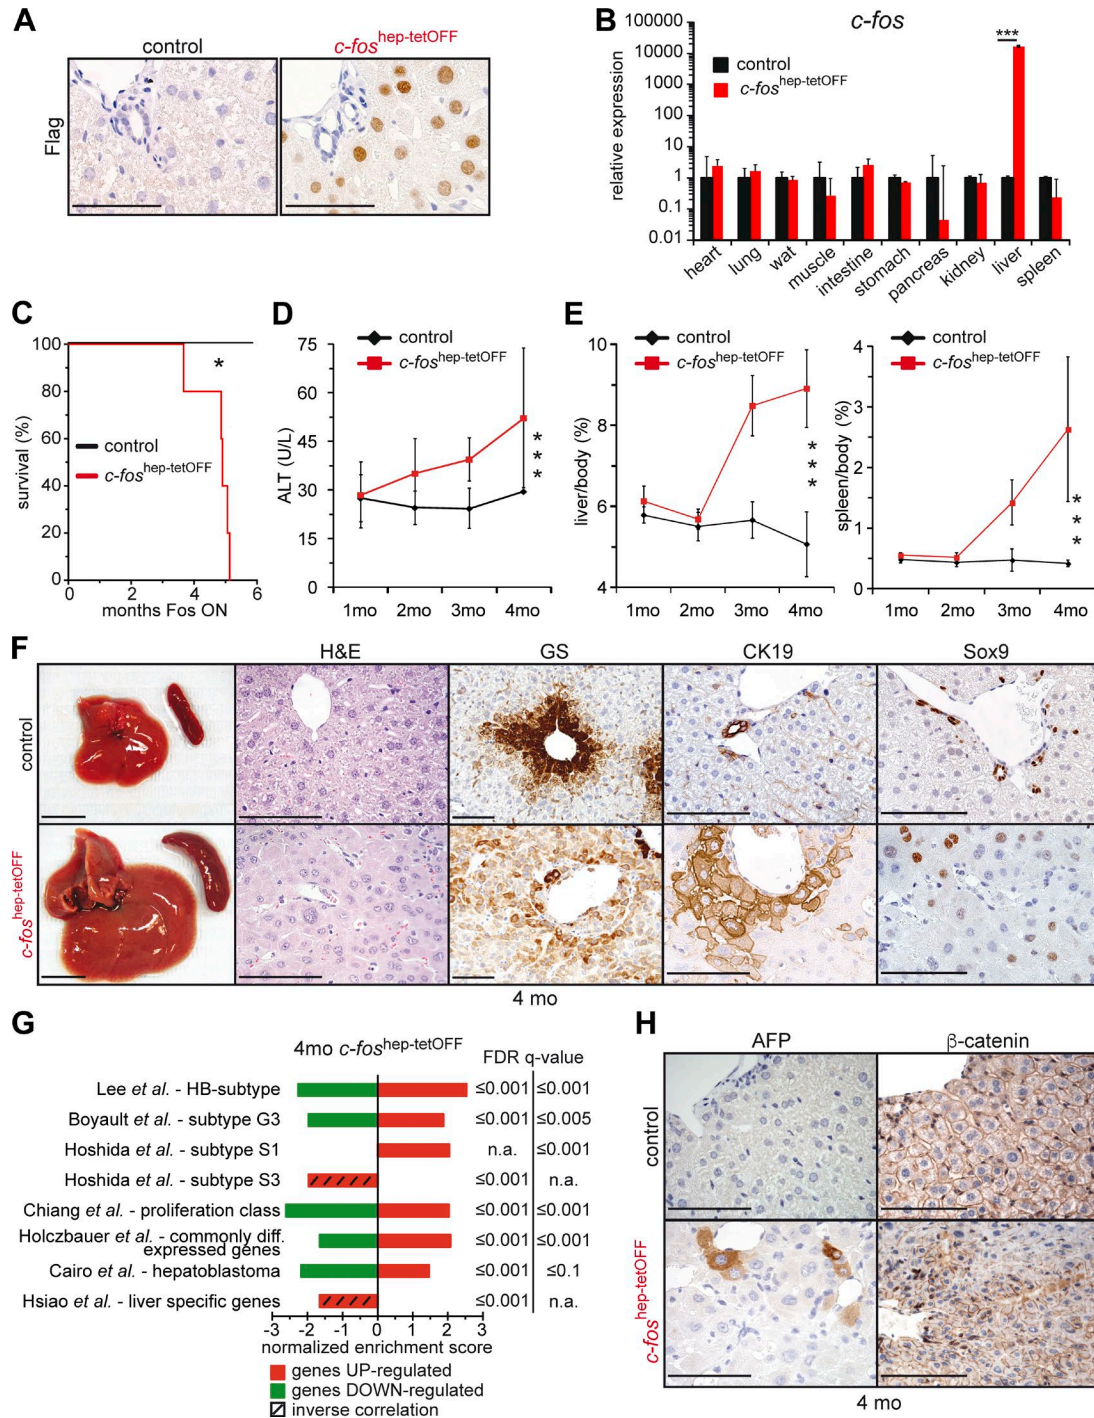 A
control
c-fos hep-tetOFF
Flag
B
c-fos
relative expression
100000
10000
1000
100
10
1
0.1
0.01
***
control
c-fos hep-tetOFF
heart
lung
wat
muscle
intestine
stomach
pancreas
kidney
liver
spleen
C
survival (%)
100
80
60
40
20
0
*
control
c-fos hep-tetOFF
0 2 4 6
months Fos ON
D
control
c-fos hep-tetOFF
ALT (U/L)
75
60
45
30
15
0
***
1mo 2mo 3mo 4mo
E
control
c-fos hep-tetOFF
liver/body (%)
10
8
6
4
***
1mo 2mo 3mo 4mo
control
c-fos hep-tetOFF
spleen/body (%)
4
3
2
1
0
***
1mo 2mo 3mo 4mo
F
H&E GS CK19 Sox9
control
c-fos hep-tetOFF
4 mo
G
4mo c-fos hep-tetOFF
FDR q-value
Lee et al. - HB-subtype ≤0.001 ≤0.001
Boyault et al. - subtype G3 ≤0.001 ≤0.005
Hoshida et al. - subtype S1 n.a. ≤0.001
Hoshida et al. - subtype S3 ≤0.001 n.a.
Chiang et al. - proliferation class ≤0.001 ≤0.001
Holczbauer et al. - commonly diff.
expressed genes ≤0.001 ≤0.001
Cairo et al. - hepatoblastoma ≤0.001 ≤0.1
Hsiao et al. - liver specific genes ≤0.001 n.a.
-3 -2 -1 0 1 2 3
normalized enrichment score
genes UP-regulated
genes DOWN-regulated
inverse correlation
H
AFP β-catenin
control
c-fos hep-tetOFF
4 mo